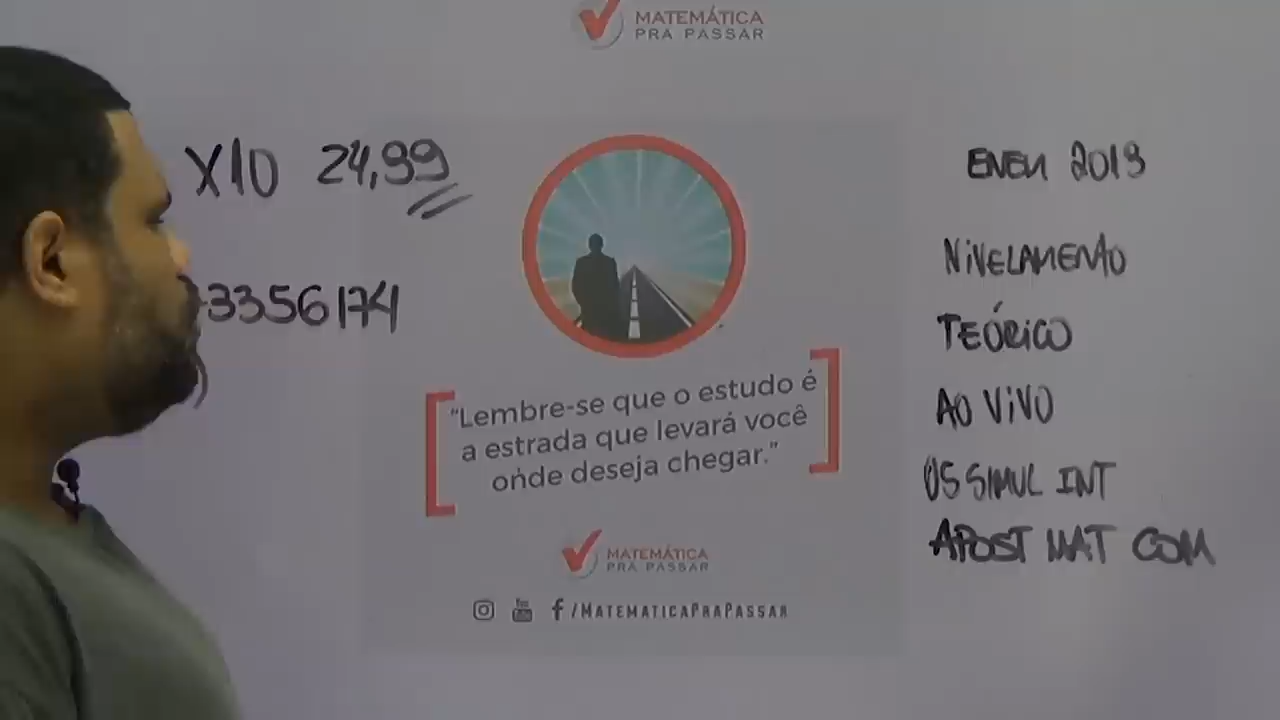 MATEMÁTICA
PRA PASSAR
X10 24,99
3356174
"Lembre-se que o estudo é
a estrada que levará você
onde deseja chegar."
MATEMÁTICA
PRA PASSAR
f/MATEMATICAPRAPASSAR
ENEM 2019
NIVELAMENTO
TEÓRICO
AO VIVO
05 SIMUL INT
APOST MAT COM